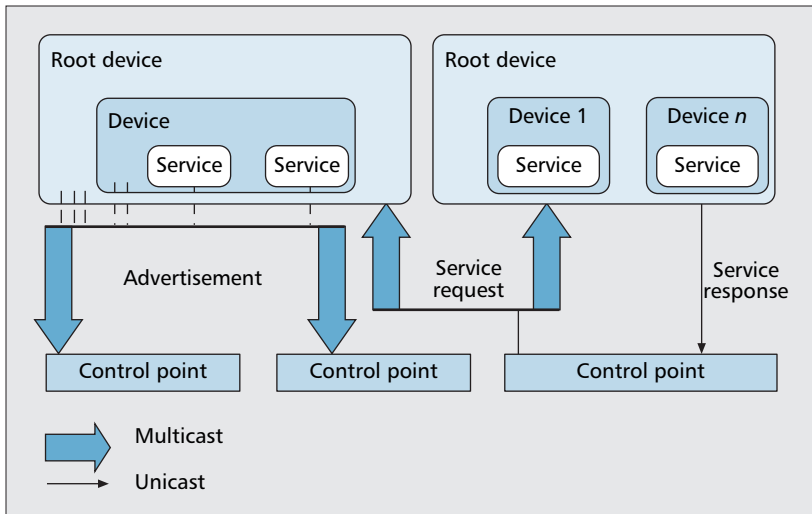 Root device
Root device
Device
Device 1
Device n
Service
Service
Service
Service
Advertisement
Service
request
Service
response
Control point
Control point
Control point
Multicast
Unicast